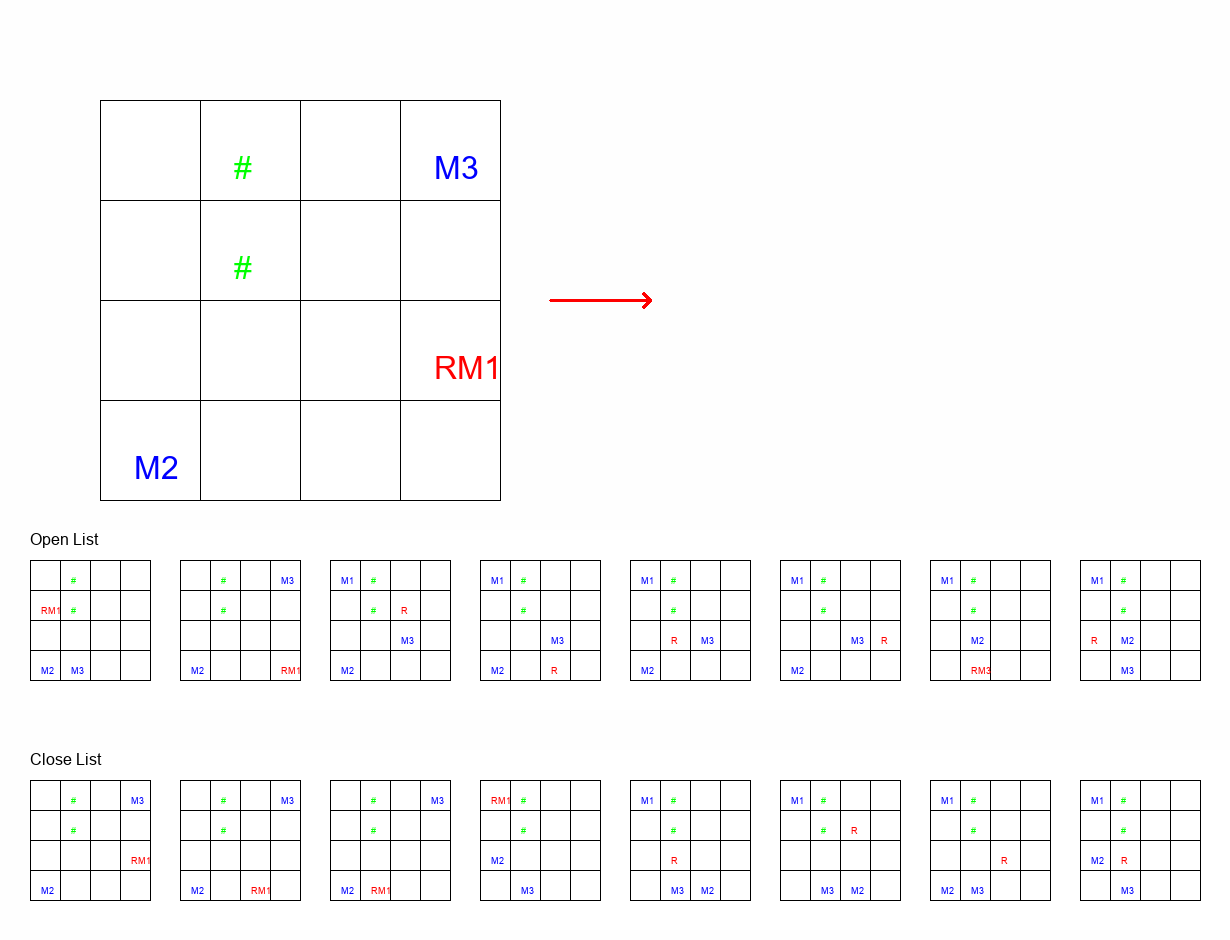 # M3
#
RM1
M2
Open List
# # M3 M1 # M1 # M1 # M1 # M1 # M1 #
RM1 # # # R # # # # #
M3 M3 R M3 M3 R M2 R M2
M2 M3 M2 RM1 M2 M2 R M2 M2 RM3 M3
Close List
# M3 # M3 # M3 RM1 # M1 # M1 # M1 # M1 #
# # # # # # R # #
RM1 M2 R R M2 R
M2 M2 RM1 M2 RM1 M3 M3 M2 M3 M2 M2 M3 M3